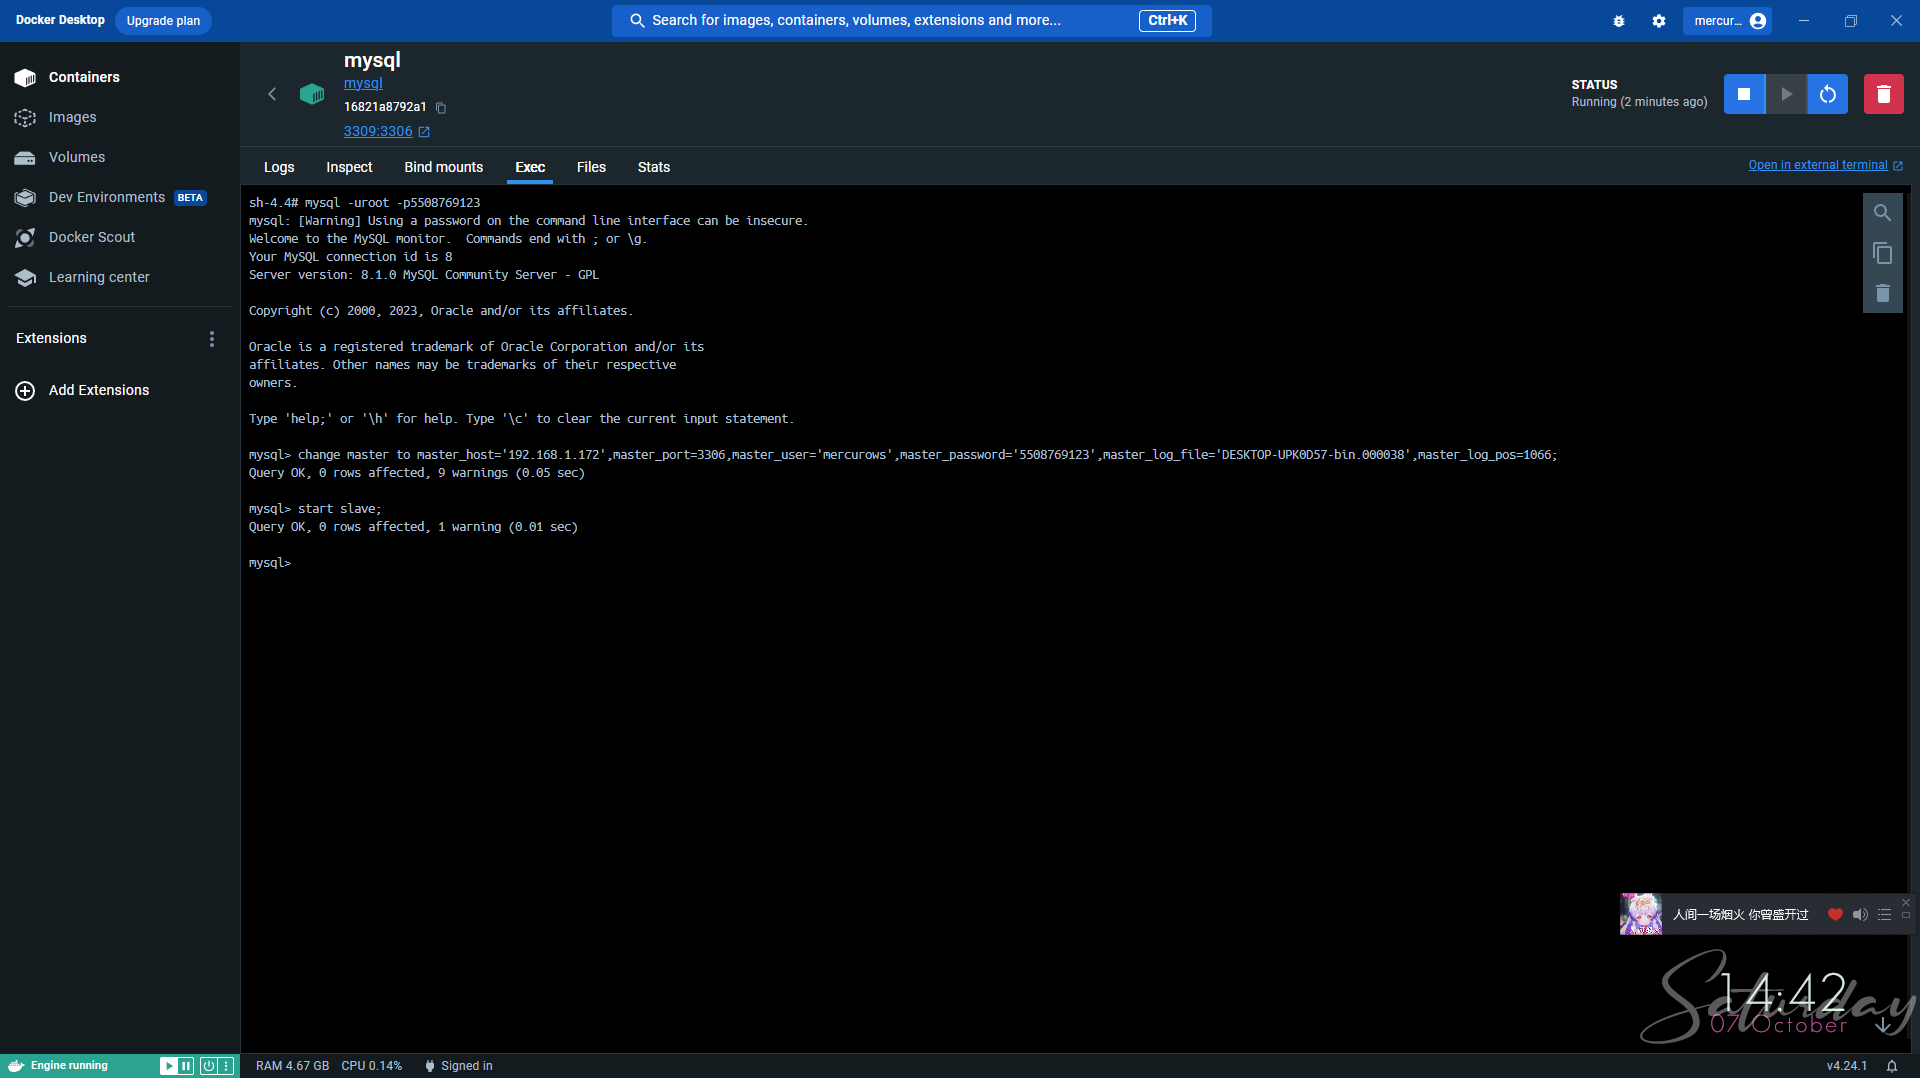 Docker Desktop
Upgrade plan
Search for images, containers, volumes, extensions and more...
Ctrl+K
mercur...
Containers
Images
Volumes
Dev Environments BETA
Docker Scout
Learning center
Extensions
Add Extensions
mysql
mysql
16821a8792a1
3309:3306
STATUS
Running (2 minutes ago)
Logs Inspect Bind mounts Exec Files Stats
Open in external terminal
sh-4.4# mysql -uroot -p5508769123
mysql: [Warning] Using a password on the command line interface can be insecure.
Welcome to the MySQL monitor.  Commands end with ; or \g.
Your MySQL connection id is 8
Server version: 8.1.0 MySQL Community Server - GPL
Copyright (c) 2000, 2023, Oracle and/or its affiliates.
Oracle is a registered trademark of Oracle Corporation and/or its
affiliates. Other names may be trademarks of their respective
owners.
Type 'help;' or '\h' for help. Type '\c' to clear the current input statement.
mysql> change master to master_host='192.168.1.172',master_port=3306,master_user='mercurows',master_password='5508769123',master_log_file='DESKTOP-UPK0D57-bin.000038',master_log_pos=1066;
Query OK, 0 rows affected, 9 warnings (0.05 sec)
mysql> start slave;
Query OK, 0 rows affected, 1 warning (0.01 sec)
mysql>
人间一场烟火 你曾盛开过
Saturday
14:42
07 October
Engine running
RAM 4.67 GB CPU 0.14% Signed in
v4.24.1